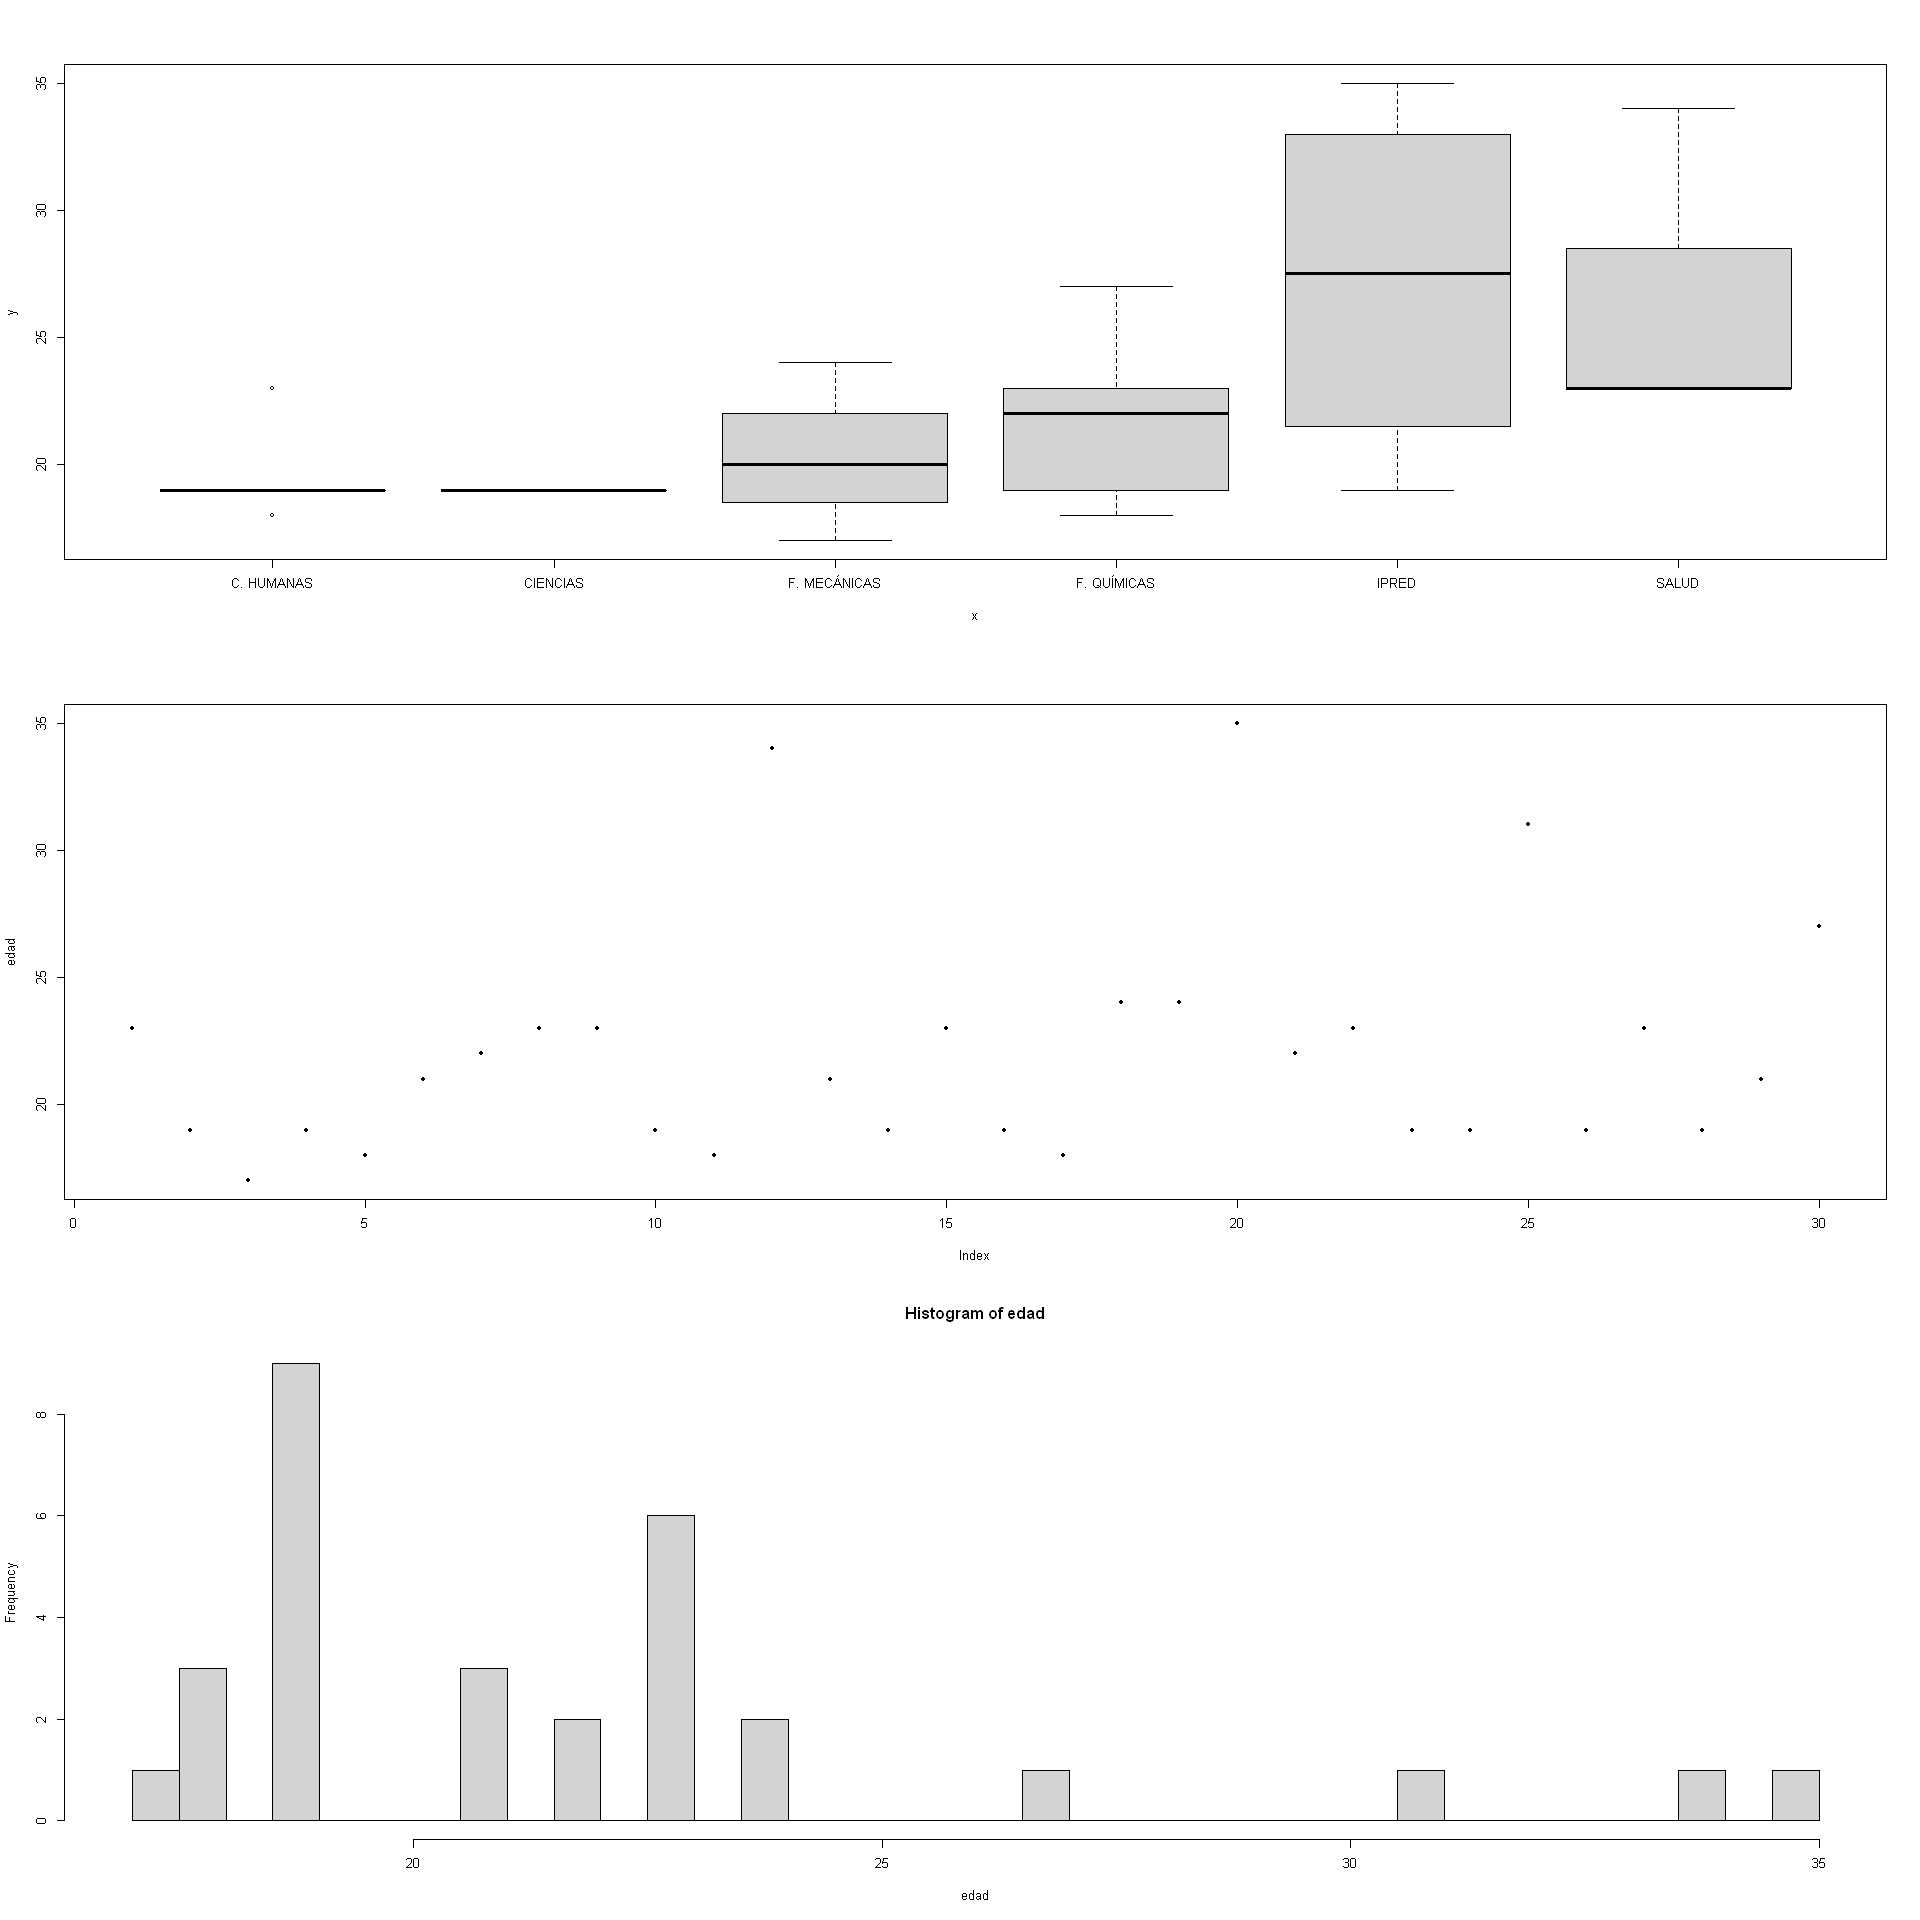 35
30
25
20
y
C. HUMANAS CIENCIAS F. MECÁNICAS F. QUÍMICAS IPRED SALUD
x
35
30
25
20
edad
0 5 10 15 20 25 30
Index
Histogram of edad
8
6
4
2
0
Frequency
20 25 30 35
edad